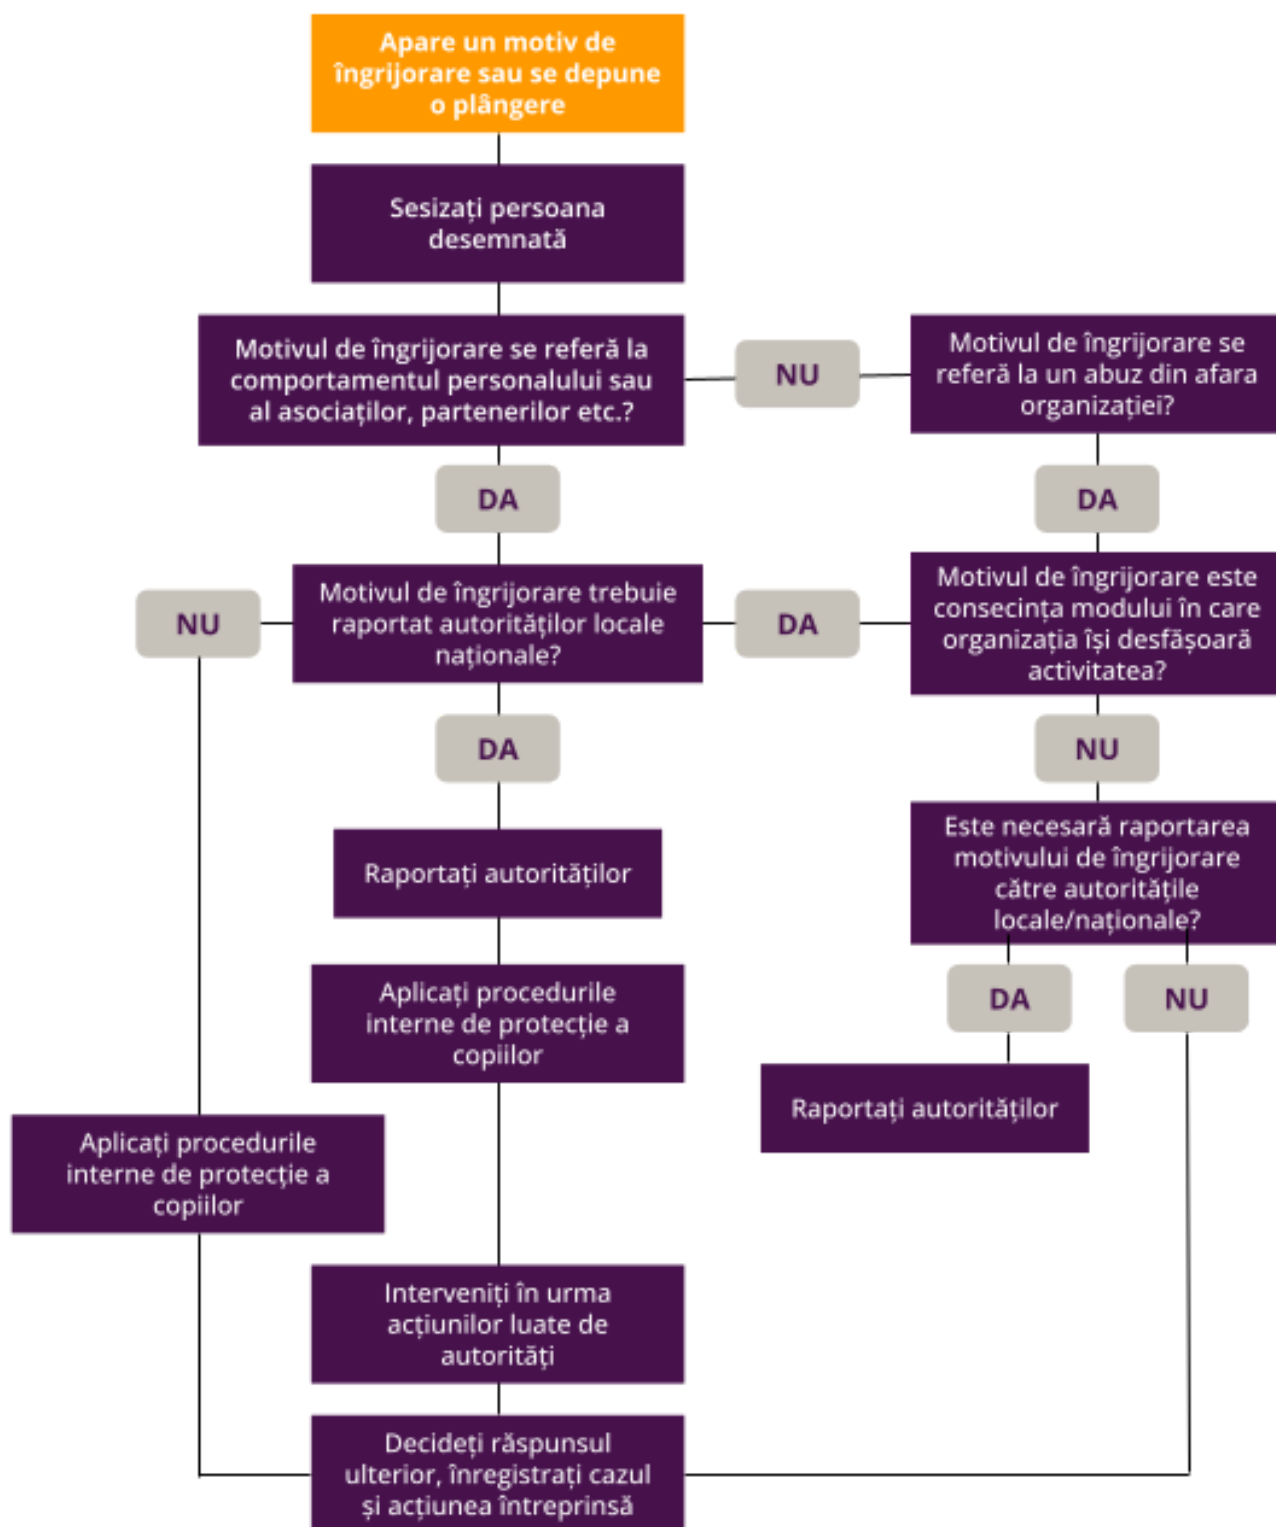 Apare un motiv de
îngrijorare sau se depune
o plângere
Sesizați persoana
desemnată
Motivul de îngrijorare se referă la
comportamentul personalului sau
al asociaților, partenerilor etc.?
NU
Motivul de îngrijorare se
referă la un abuz din afara
organizației?
DA
DA
NU
Motivul de îngrijorare trebuie
raportat autorităților locale
naționale?
DA
Motivul de îngrijorare este
consecința modului în care
organizația își desfășoară
activitatea?
DA
NU
Raportați autorităților
Este necesară raportarea
motivului de îngrijorare
către autoritățile
locale/naționale?
Aplicați procedurile
interne de protecție a
copiilor
DA
NU
Raportați autorităților
Aplicați procedurile
interne de protecție a
copiilor
Interveniți în urma
acțiunilor luate de
autorități
Decideți răspunsul
ulterior, înregistrați cazul
și acțiunea întreprinsă